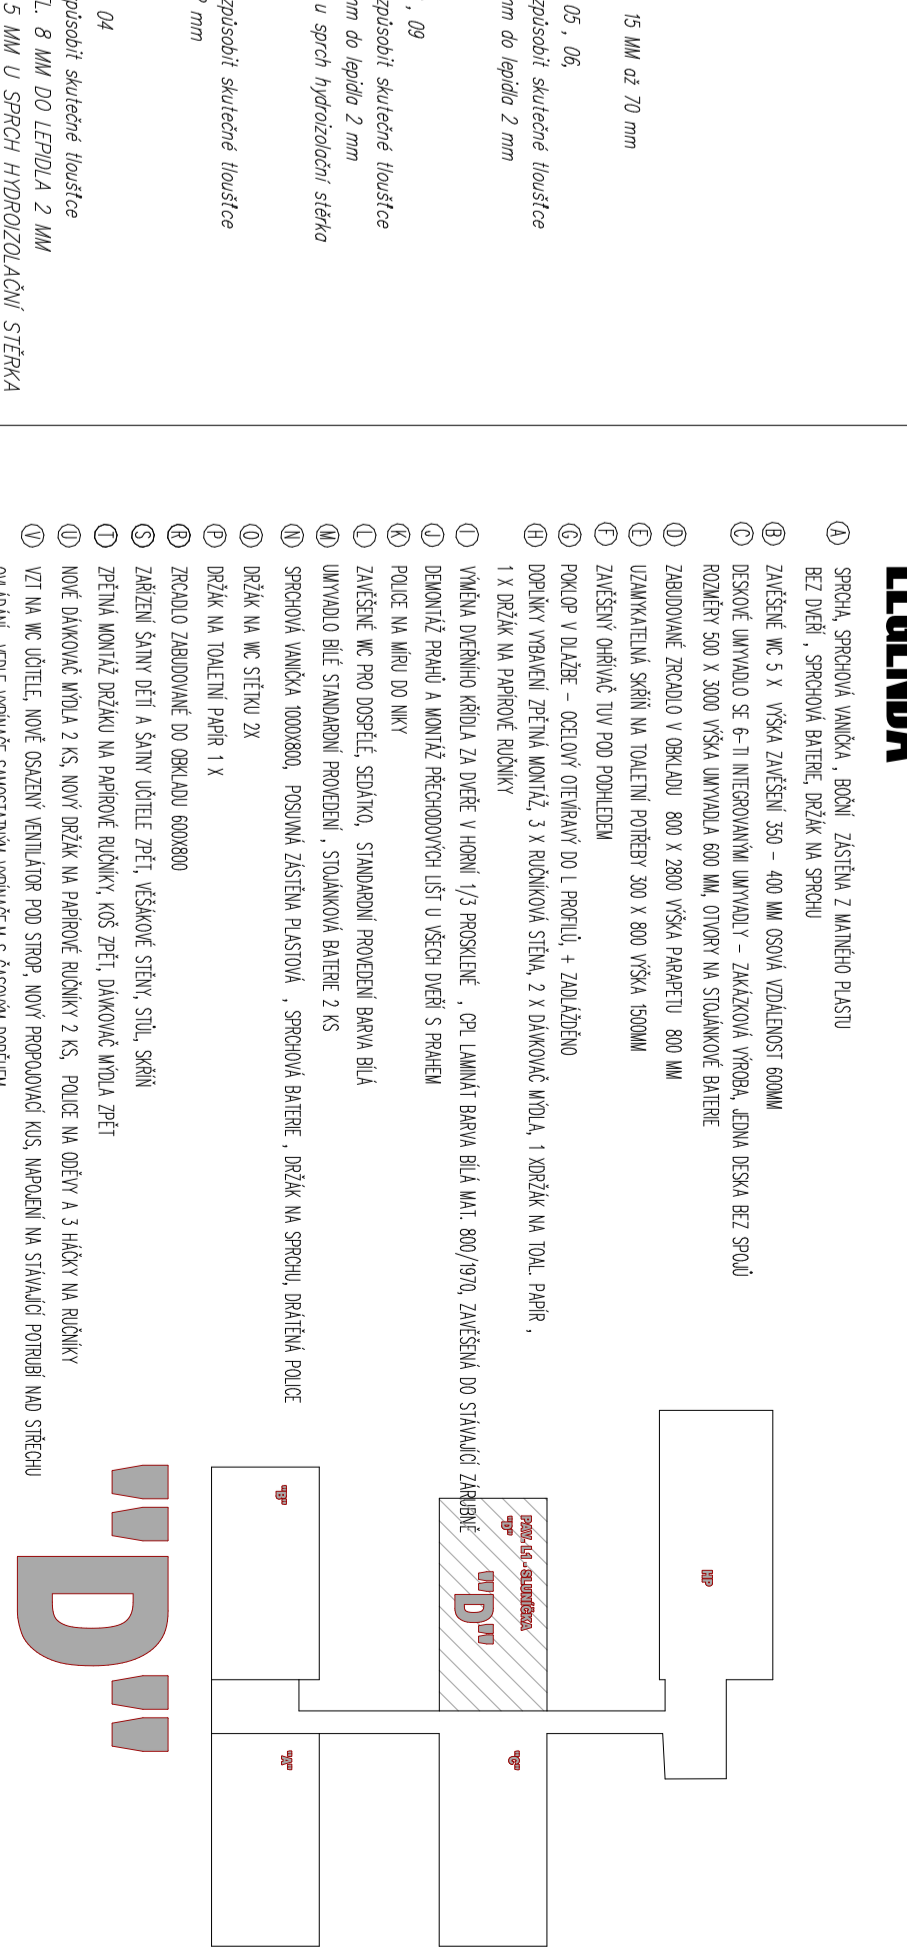 15 MM až 70 mm
05 , 06,
způsobit skutečné tloušťce
mm do lepidla 2 mm
, 09
způsobit skutečné tloušťce
mm do lepidla 2 mm
u sprch hydroizolační stěrka
způsobit skutečné tloušťce
mm
04
působit skutečné tloušťce
L. 8 MM DO LEPIDLA 2 MM
5 MM U SPRCH HYDROIZOLAČNÍ STĚRKA
LEGENDA
A SPRCHA, SPRCHOVÁ VANIČKA , BOČNÍ ZÁSTĚNA Z MATNÉHO PLASTU
BEZ DVEŘÍ , SPRCHOVÁ BATERIE, DRŽÁK NA SPRCHU
B ZAVĚŠENÉ WC 5 X VÝŠKA ZAVĚŠENÍ 350 - 400 MM OSOVÁ VZDÁLENOST 600MM
C DESKOVÉ UMYVADLO SE 6-TI INTEGROVANÝMI UMYVADLY - ZAKÁZKOVÁ VÝROBA, JEDNA DESKA BEZ SPOJŮ
ROZMĚRY 500 X 3000 VÝŠKA UMYVADLA 600 MM, OTVORY NA STOJÁNKOVÉ BATERIE
D ZABUDOVANÉ ZRCADLO V OBKLADU 800 X 2800 VÝŠKA PARAPETU 800 MM
E UZAMYKATELNÁ SKŘÍŇ NA TOALETNÍ POTŘEBY 300 X 800 VÝŠKA 1500MM
F ZAVĚŠENÝ OHŘÍVAČ TUV POD PODHLEDEM
G POKLOP V DLAŽBE - OCELOVÝ OTEVÍRAVÝ DO L PROFILŮ, + ZADLÁŽDĚNO
H DOPLŇKY VYBAVENÍ ZPĚTNÁ MONTÁŽ, 3 X RUČNÍKOVÁ STĚNA, 2 X DÁVKOVAČ MÝDLA, 1 XDRŽÁK NA TOAL. PAPÍR ,
1 X DRŽÁK NA PAPÍROVÉ RUČNÍKY
I VÝMĚNA DVEŘNÍHO KŘÍDLA ZA DVEŘE V HORNÍ 1/3 PROSKLENÉ , CPL LAMINÁT BARVA BÍLÁ MAT. 800/1970, ZAVĚŠENÁ DO STÁVAJÍCÍ ZÁRUBNĚ
J DEMONTÁŽ PRAHŮ A MONTÁŽ PŘECHODOVÝCH LIŠT U VŠECH DVEŘÍ S PRAHEM
K POLICE NA MÍRU DO NIKY
L ZAVĚŠENÉ WC PRO DOSPĚLÉ, SEDÁTKO, STANDARDNÍ PROVEDENÍ BARVA BÍLÁ
M UMYVADLO BÍLÉ STANDARDNÍ PROVEDENÍ , STOJÁNKOVÁ BATERIE 2 KS
N SPRCHOVÁ VANIČKA 1000X800, POSUVNÁ ZÁSTĚNA PLASTOVÁ , SPRCHOVÁ BATERIE , DRŽÁK NA SPRCHU, DRÁTĚNÁ POLICE
O DRŽÁK NA WC STĚTKU 2X
P DRŽÁK NA TOALETNÍ PAPÍR 1 X
R ZRCADLO ZABUDOVANÉ DO OBKLADU 600X800
S ZAŘÍZENÍ ŠATNY DĚTÍ A ŠATNY UČITELE ZPĚT, VĚŠÁKOVÉ STĚNY, STŮL, SKŘÍŇ
T ZPĚTNÁ MONTÁŽ DRŽÁKU NA PAPÍROVÉ RUČNÍKY, KOŠ ZPĚT, DÁVKOVAČ MÝDLA ZPĚT
U NOVÉ DÁVKOVAČ MÝDLA 2 KS, NOVÝ DRŽÁK NA PAPÍROVÉ RUČNÍKY 2 KS, POLICE NA ODĚVY A 3 HÁČKY NA RUČNÍKY
V VZT NA WC UČITELE, NOVĚ OSAZENÝ VENTILÁTOR POD STROP, NOVÝ PROPOJOVACÍ KUS, NAPOJENÍ NA STÁVAJÍCÍ POTRUBÍ NAD STŘECHU
OVLÁDÁNÍ VEDLE VYPÍNAČE SAMOSTATNÝM VYPÍNAČEM S ČASOVÝM DOBĚHEM
HP
PAV. L1 - SLUNÍČKA
"D"
"D"
"C"
"B"
"A"
"D"